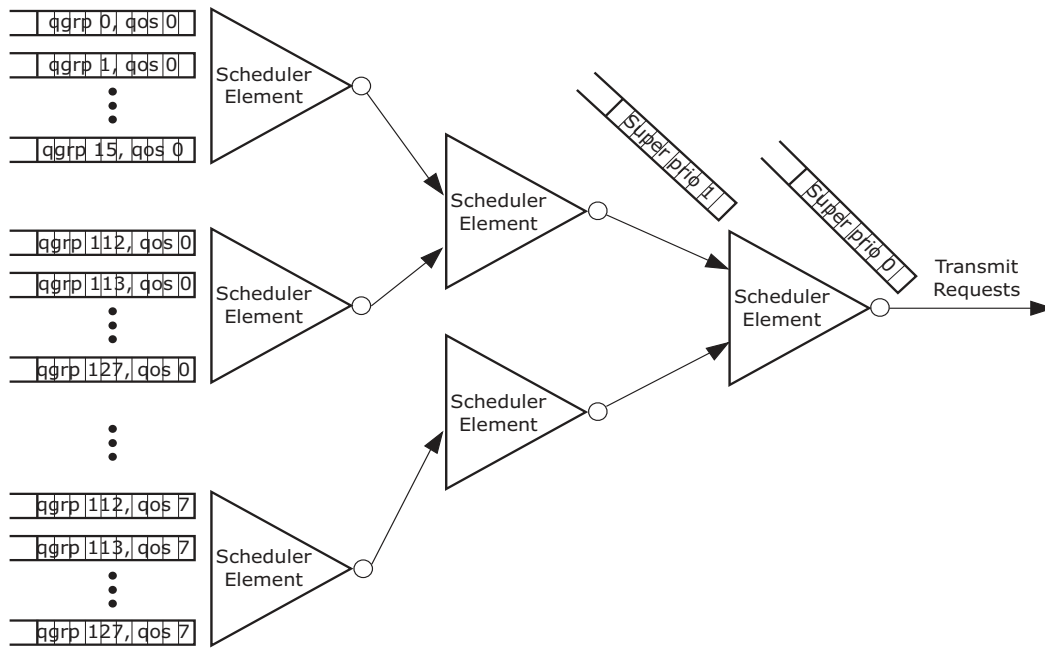 qgrp 0, qos 0
qgrp 1, qos 0
qgrp 15, qos 0
Scheduler
Element
qgrp 112, qos 0
qgrp 113, qos 0
qgrp 127, qos 0
Scheduler
Element
qgrp 112, qos 7
qgrp 113, qos 7
qgrp 127, qos 7
Scheduler
Element
Scheduler
Element
Scheduler
Element
Super prio 1
Super prio 0
Scheduler
Element
Transmit
Requests